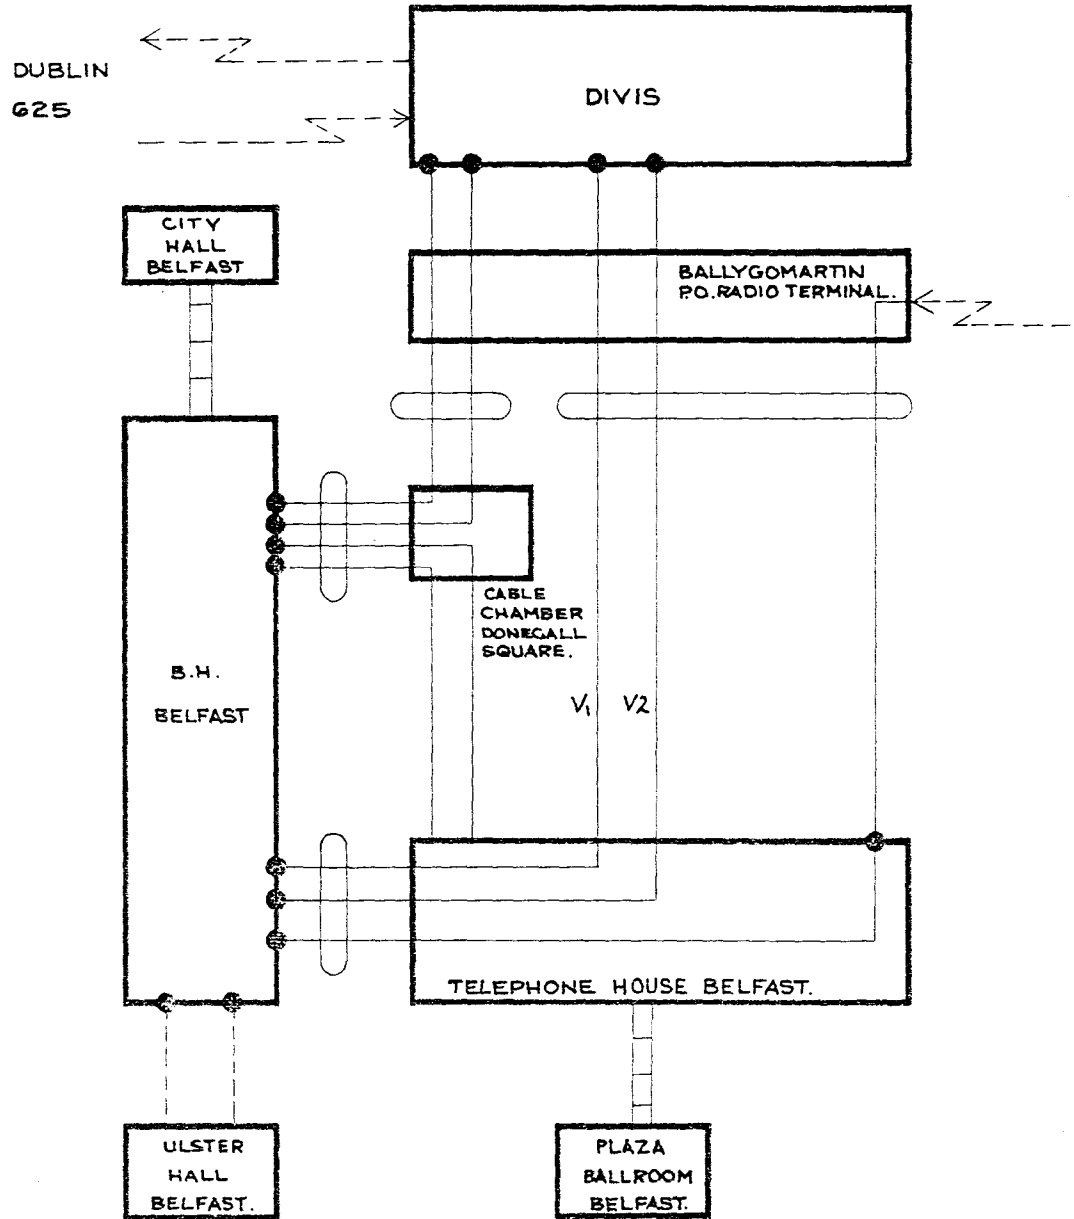 DUBLIN
625
DIVIS
CITY
HALL
BELFAST
BALLYGOMARTIN
P.O. RADIO TERMINAL.
CABLE
CHAMBER
DONEGALL
SQUARE.
B.H.
BELFAST
V1 V2
TELEPHONE HOUSE BELFAST.
ULSTER
HALL
BELFAST.
PLAZA
BALLROOM
BELFAST.